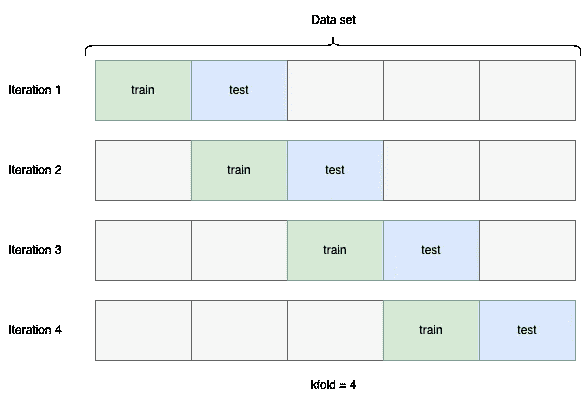 Data set
Iteration 1
train
test
Iteration 2
train
test
Iteration 3
train
test
Iteration 4
train
test
kfold = 4